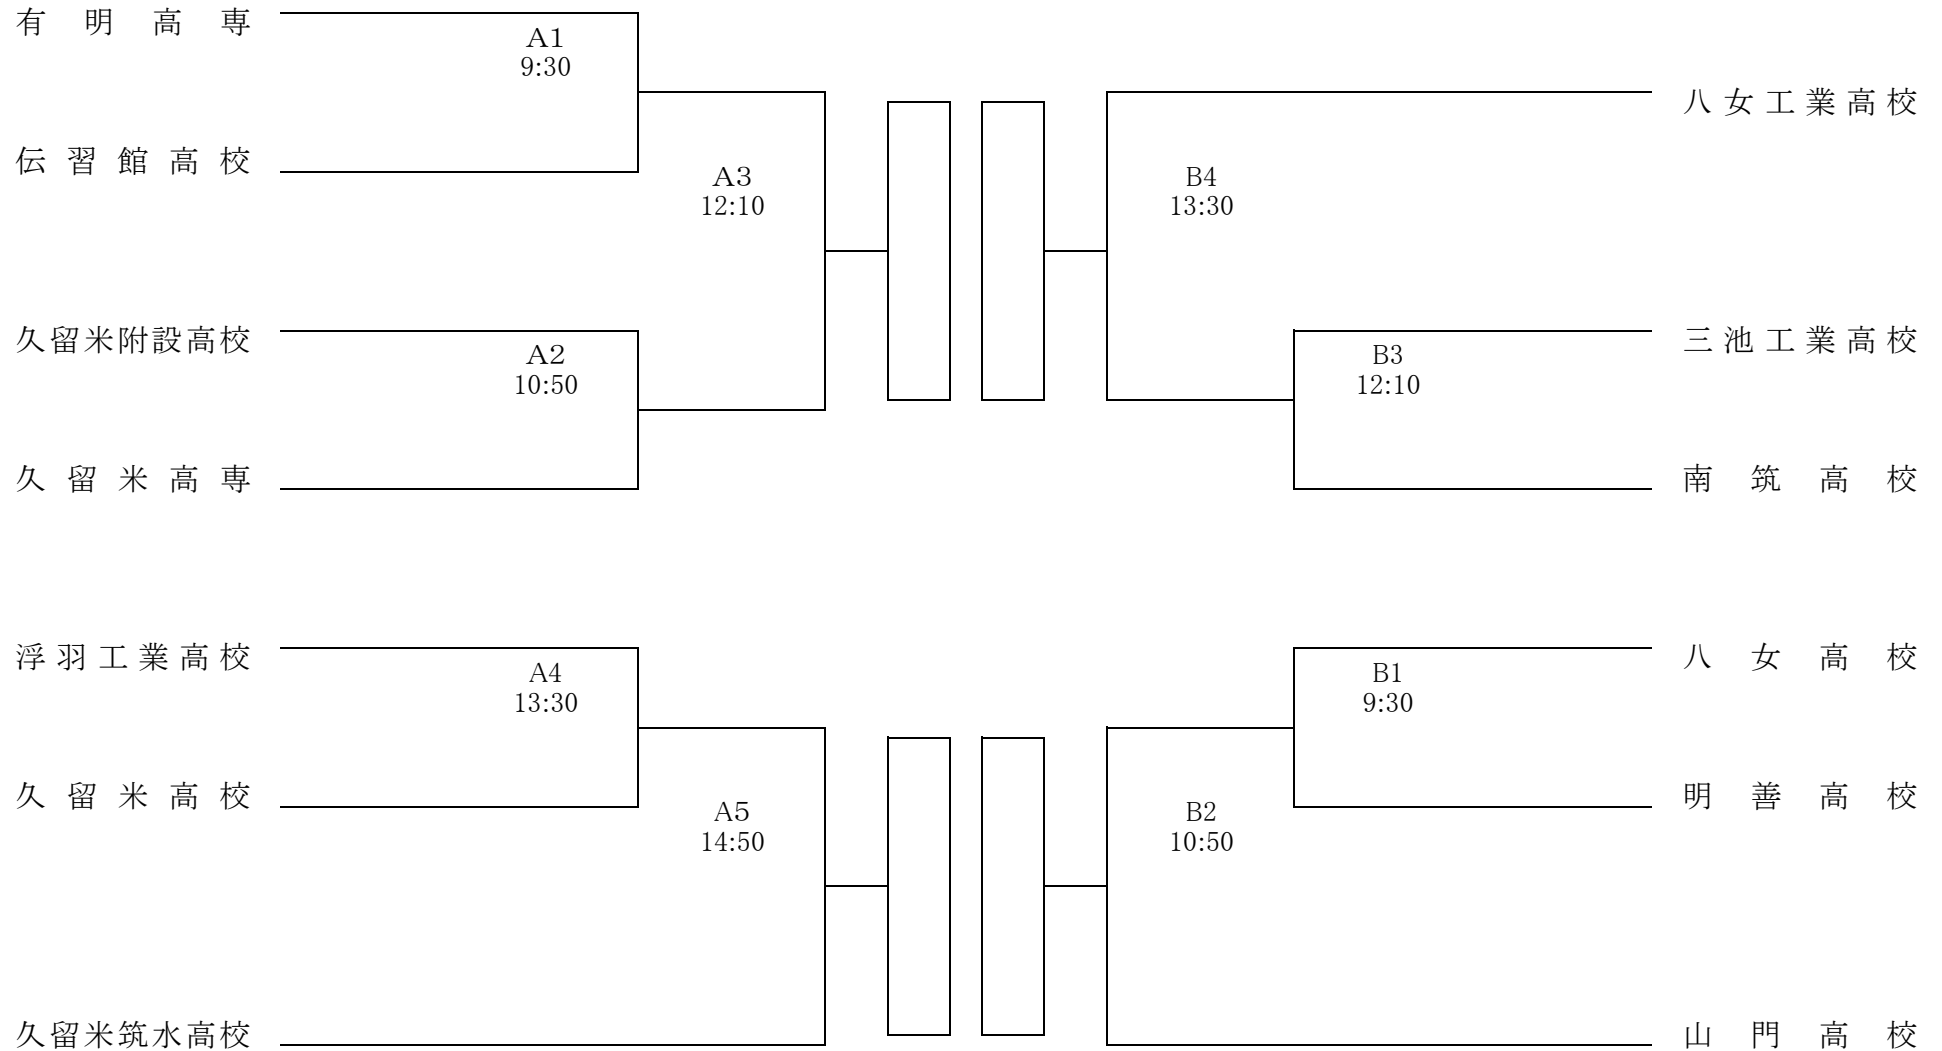 有明高専
A1
9:30
伝習館高校
A3
12:10
久留米附設高校
A2
10:50
久留米高専
浮羽工業高校
A4
13:30
久留米高校
A5
14:50
久留米筑水高校
八女工業高校
B4
13:30
三池工業高校
B3
12:10
南筑高校
八女高校
B1
9:30
明善高校
B2
10:50
山門高校